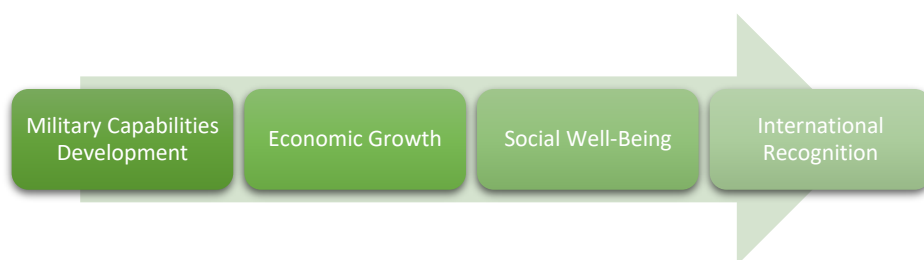 Military Capabilities
Development
Economic Growth
Social Well-Being
International
Recognition